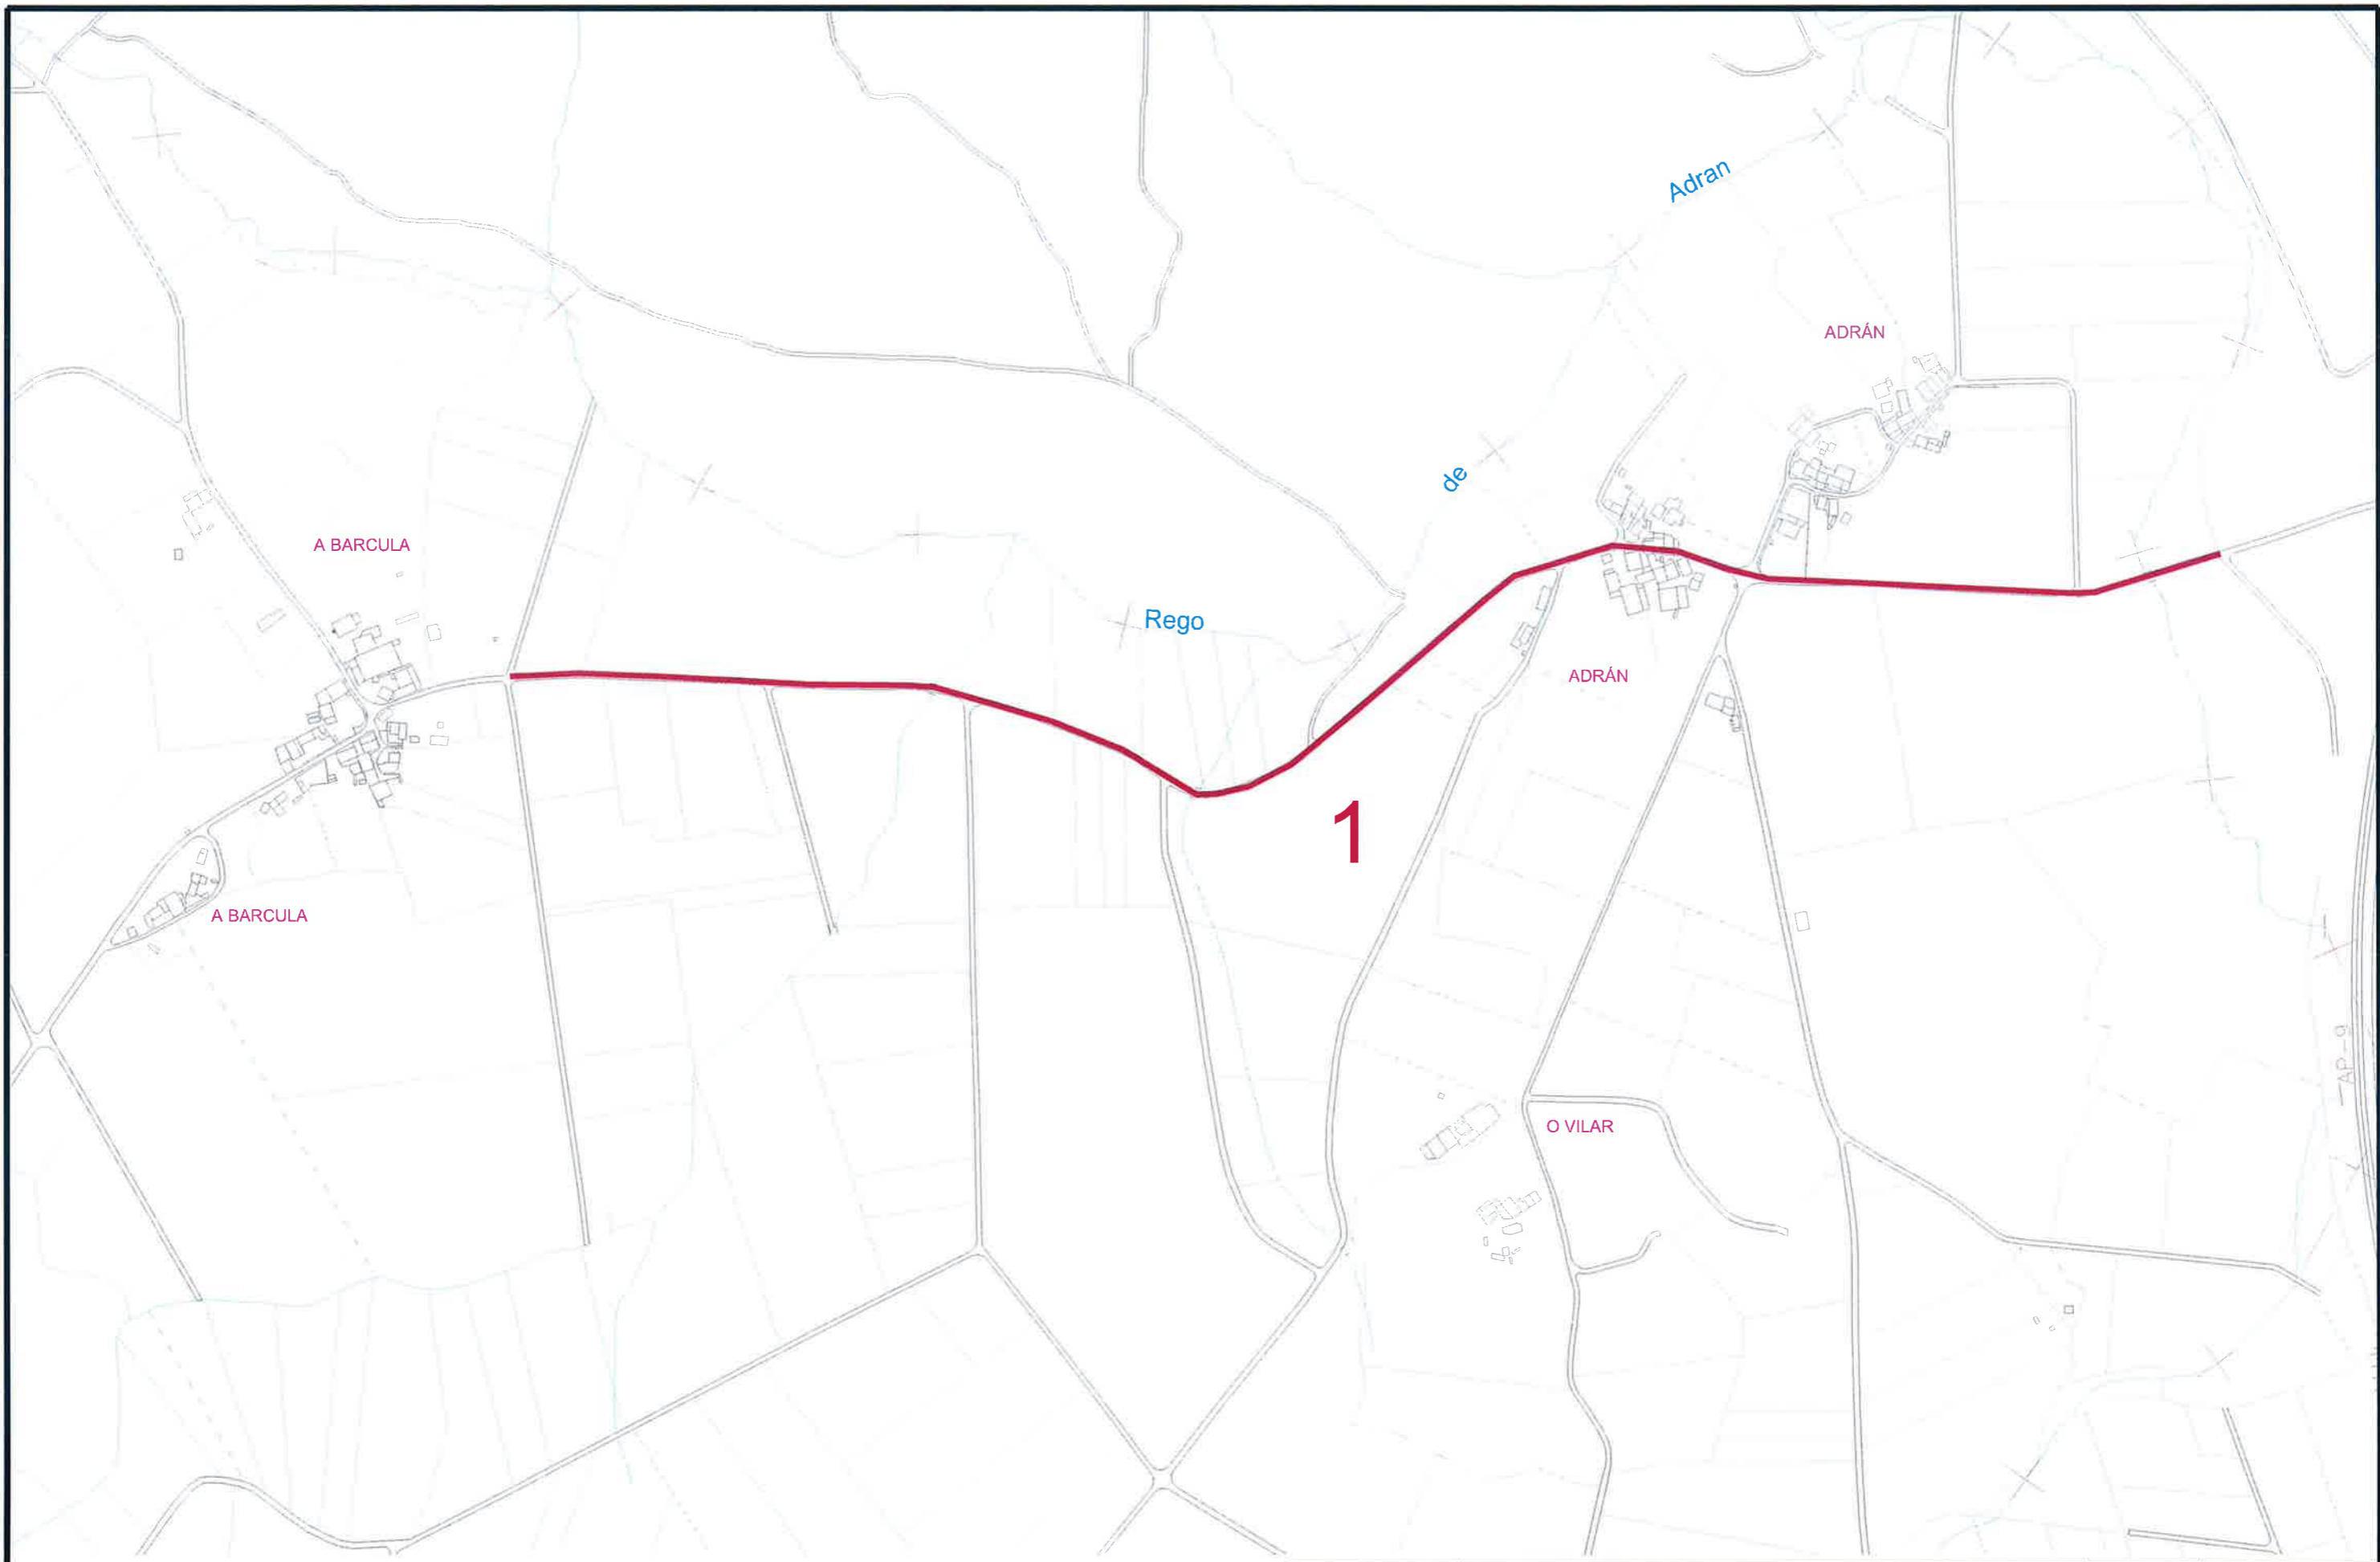 Adran
ADRÁN
de
A BARCULA
Rego
ADRÁN
1
A BARCULA
AP-9
O VILAR